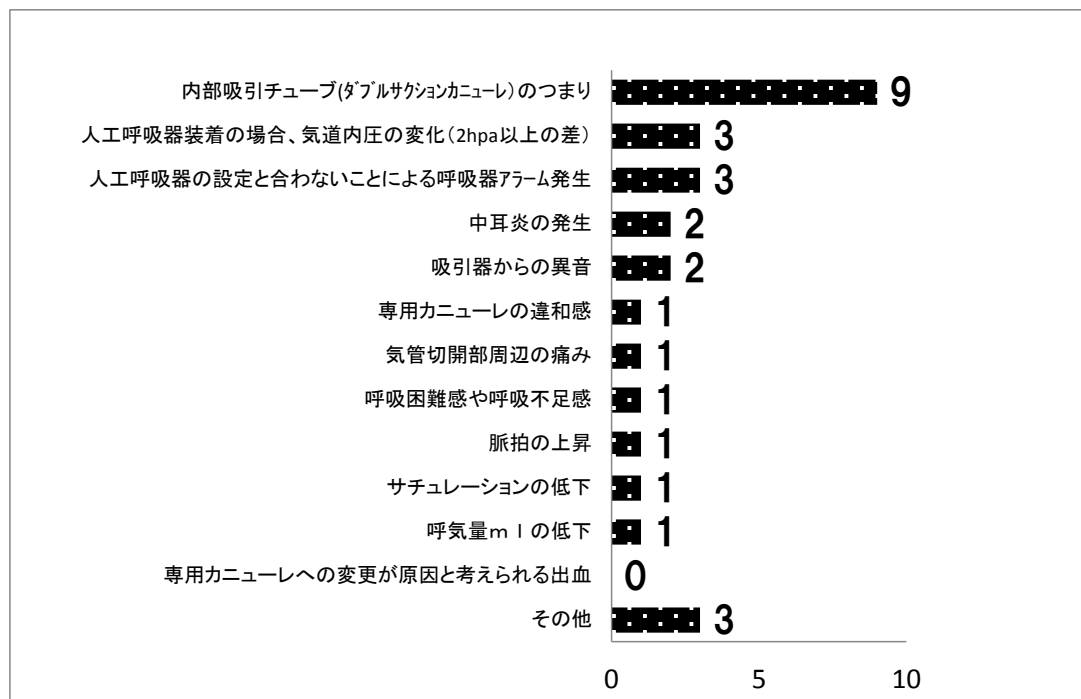 内部吸引チューブ(ﾀﾞﾌﾞﾙｻｸｼｮﾝｶﾆｭｰﾚ)のつまり 9
人工呼吸器装着の場合、気道内圧の変化(2hpa以上の差) 3
人工呼吸器の設定と合わないことによる呼吸器ｱﾗｰﾑ発生 3
中耳炎の発生 2
吸引器からの異音 2
専用カニューレの違和感 1
気管切開部周辺の痛み 1
呼吸困難感や呼吸不足感 1
脈拍の上昇 1
サチュレーションの低下 1
呼気量ｍｌの低下 1
専用カニューレへの変更が原因と考えられる出血 0
その他 3
0 5 10